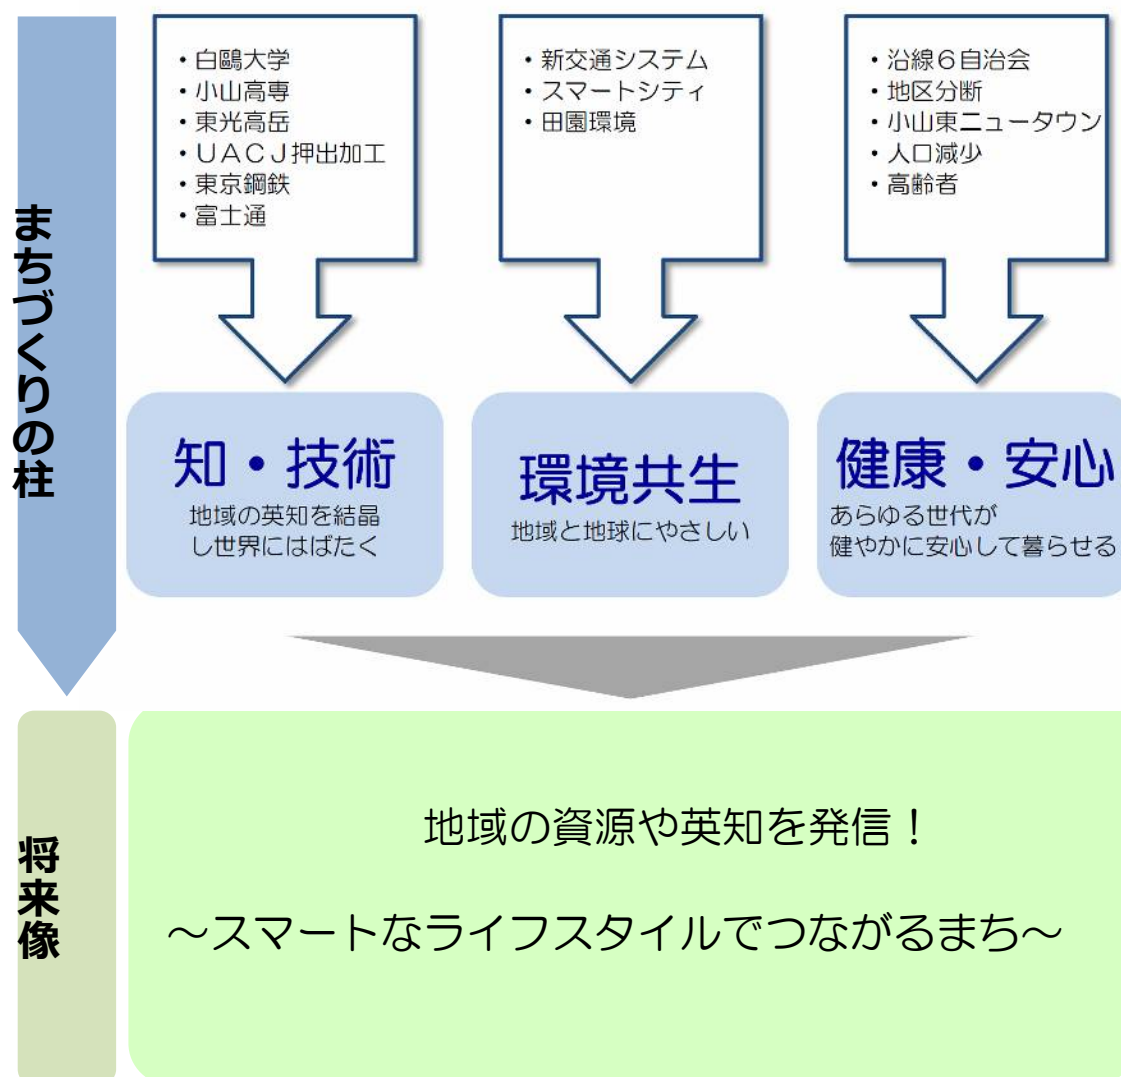 まちづくりの柱
・白鷗大学
・小山高専
・東光高岳
・UACJ押出加工
・東京鋼鉄
・富士通
・新交通システム
・スマートシティ
・田園環境
・沿線6自治会
・地区分断
・小山東ニュータウン
・人口減少
・高齢者
知・技術
地域の英知を結晶
し世界にはばたく
環境共生
地域と地球にやさしい
健康・安心
あらゆる世代が
健やかに安心して暮らせる
将来像
地域の資源や英知を発信！
～スマートなライフスタイルでつながるまち～